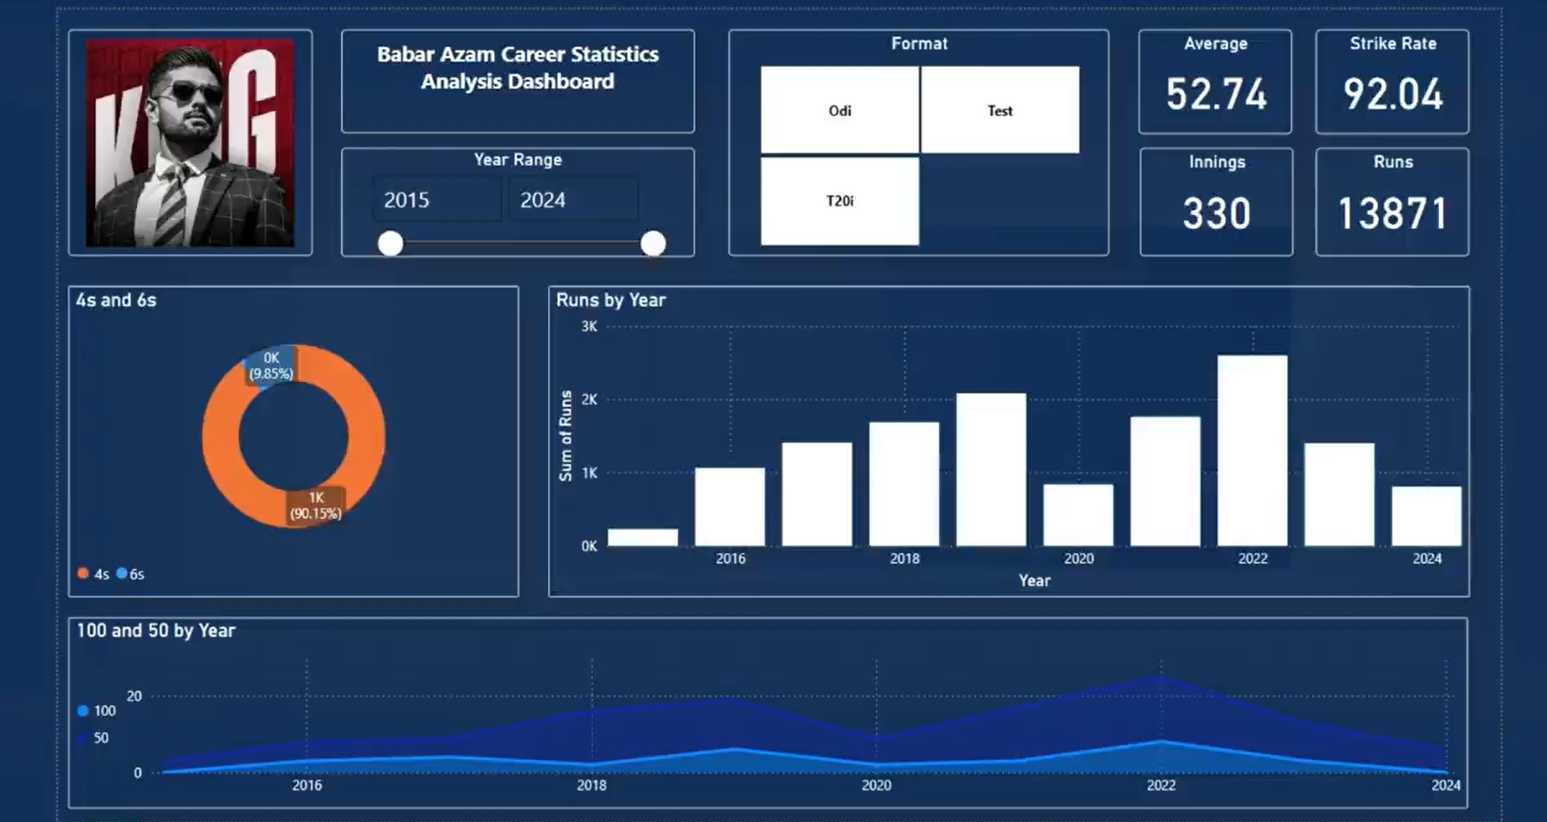 KING
Babar Azam Career Statistics
Analysis Dashboard
Year Range
2015
2024
Format
Odi
Test
T20i
Average
52.74
Strike Rate
92.04
Innings
330
Runs
13871
4s and 6s
0K
(9.85%)
1K
(90.15%)
4s
6s
Runs by Year
Sum of Runs
3K
2K
1K
0K
2016
2018
2020
2022
2024
Year
100 and 50 by Year
100
50
20
0
2016
2018
2020
2022
2024